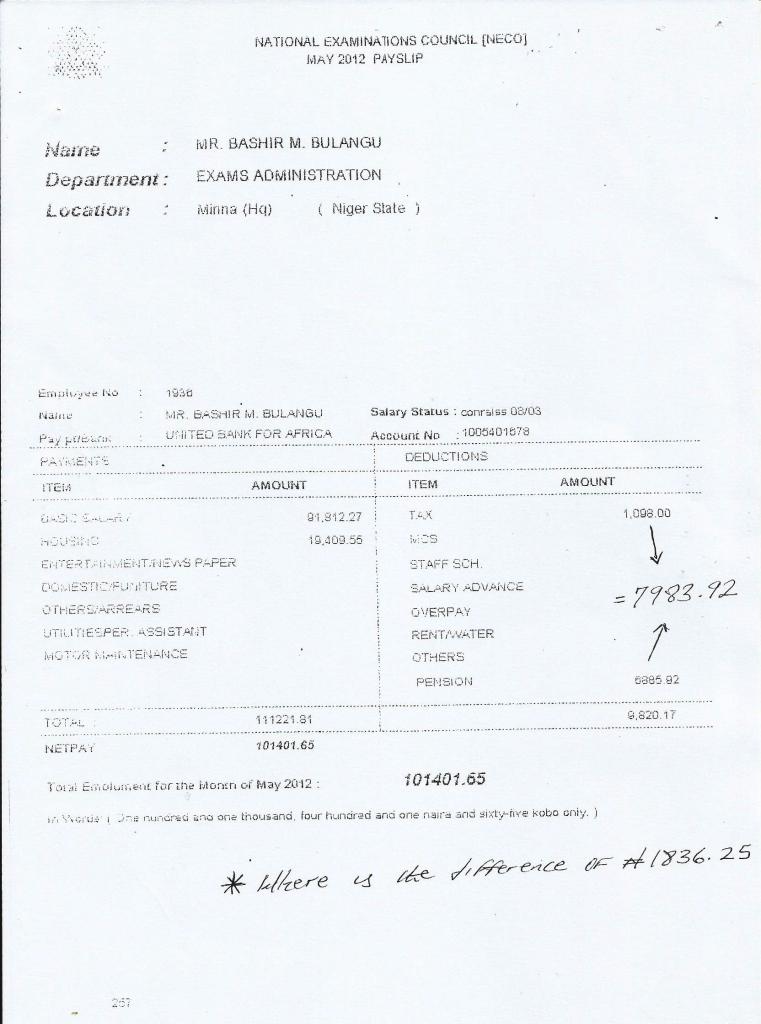 NATIONAL EXAMINATIONS COUNCIL [NECO]
MAY 2012 PAYSLIP
Name : MR. BASHIR M. BULANGU
Department : EXAMS ADMINISTRATION
Location : Minna (Hq) ( Niger State )
Employee No : 1936
Name : MR. BASHIR M. BULANGU Salary Status : conraiss 08/03
Pay pt/Bank : UNITED BANK FOR AFRICA Account No : 1005401678
PAYMENTS DEDUCTIONS
ITEM AMOUNT ITEM AMOUNT
BASIC SALARY 91,812.27 TAX 1,098.00
HOUSING 19,409.55 MCS
ENTERTAINMENT/NEWS PAPER STAFF SCH.
DOMESTIC/FUNITURE SALARY ADVANCE = 7983.92
OTHERS/ARREARS OVERPAY
UTILITIESPER. ASSISTANT RENT/WATER
MOTOR MAINTENANCE OTHERS
PENSION 6885.92
TOTAL : 111221.81 9,820.17
NETPAY 101401.65
Total Emolument for the Month of May 2012 : 101401.65
In Words ( One hundred and one thousand, four hundred and one naira and sixty-five kobo only. )
* Where is the difference OF ₦1836.25
267